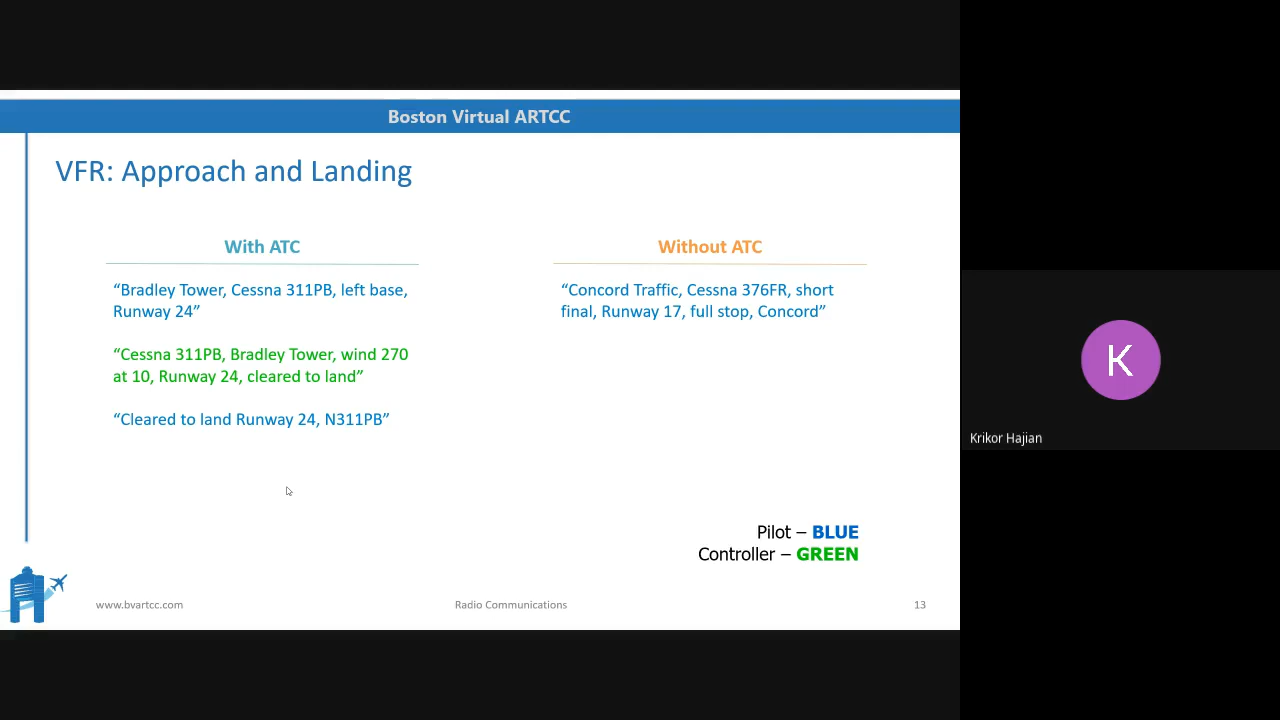 Boston Virtual ARTCC
VFR: Approach and Landing
With ATC
“Bradley Tower, Cessna 311PB, left base,
Runway 24”
“Cessna 311PB, Bradley Tower, wind 270
at 10, Runway 24, cleared to land”
“Cleared to land Runway 24, N311PB”
Without ATC
“Concord Traffic, Cessna 376FR, short
final, Runway 17, full stop, Concord”
Pilot – BLUE
Controller – GREEN
www.bvartcc.com
Radio Communications
13
K
Krikor Hajian